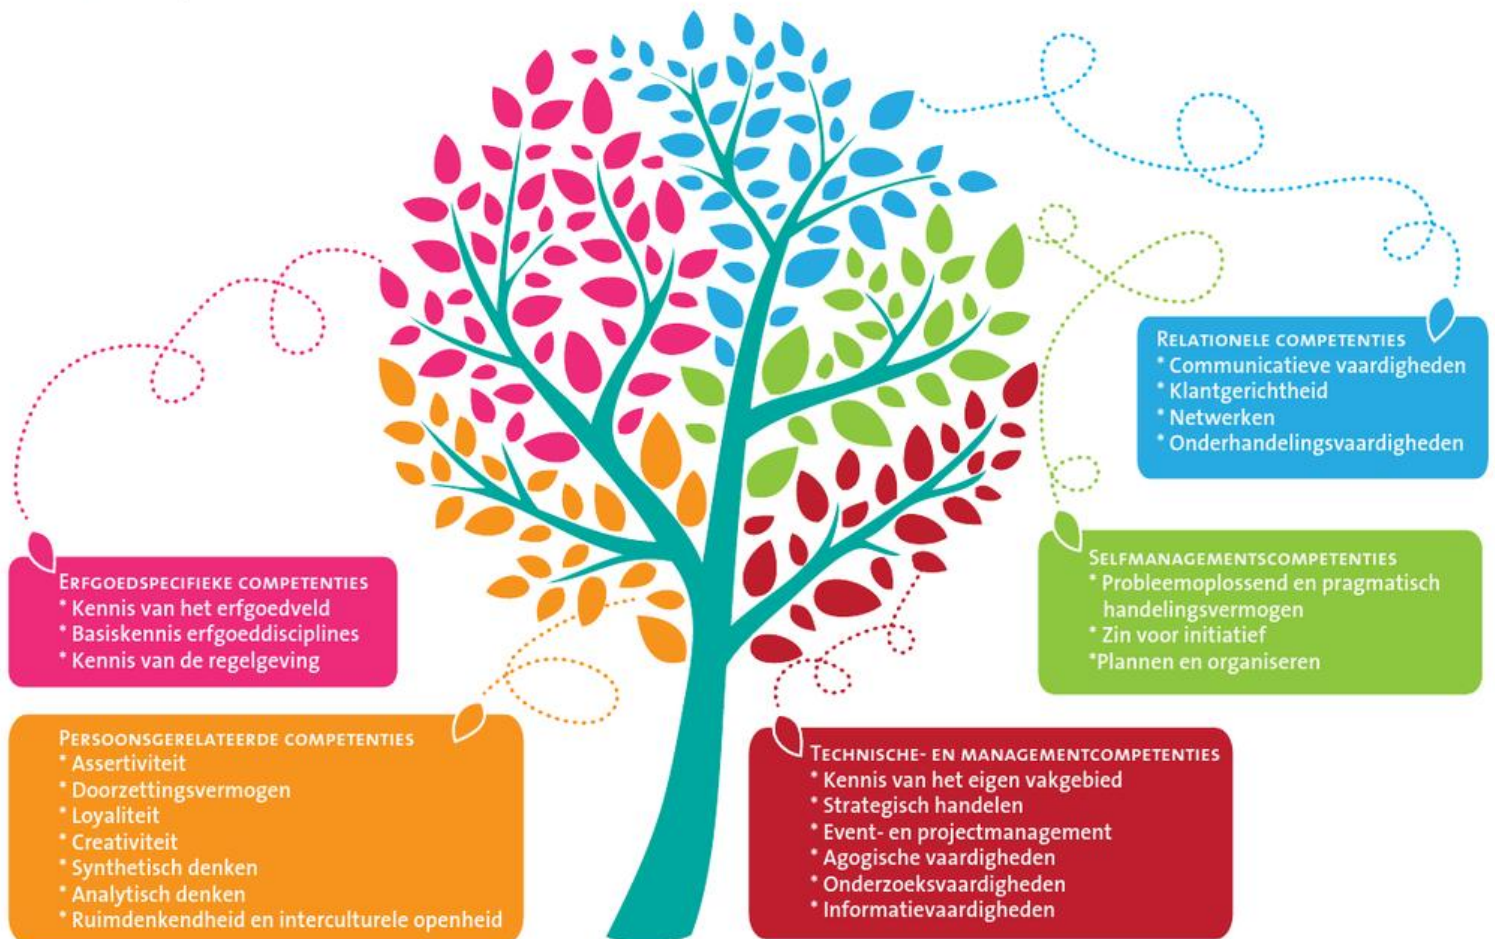 RELATIONELE COMPETENTIES
* Communicatieve vaardigheden
* Klantgerichtheid
* Netwerken
* Onderhandelingsvaardigheden
SELFMANAGEMENTSCOMPETENTIES
* Probleemoplossend en pragmatisch
handelingsvermogen
* Zin voor initiatief
*Plannen en organiseren
ERFGOEDSPECIFIEKE COMPETENTIES
* Kennis van het erfgoedveld
* Basiskennis erfgoeddisciplines
* Kennis van de regelgeving
PERSOONSGERELATEERDE COMPETENTIES
* Assertiviteit
* Doorzettingsvermogen
* Loyaliteit
* Creativiteit
* Synthetisch denken
* Analytisch denken
* Ruimdenkendheid en interculturele openheid
TECHNISCHE- EN MANAGEMENTCOMPETENTIES
* Kennis van het eigen vakgebied
* Strategisch handelen
* Event- en projectmanagement
* Agogische vaardigheden
* Onderzoeksvaardigheden
* Informatievaardigheden